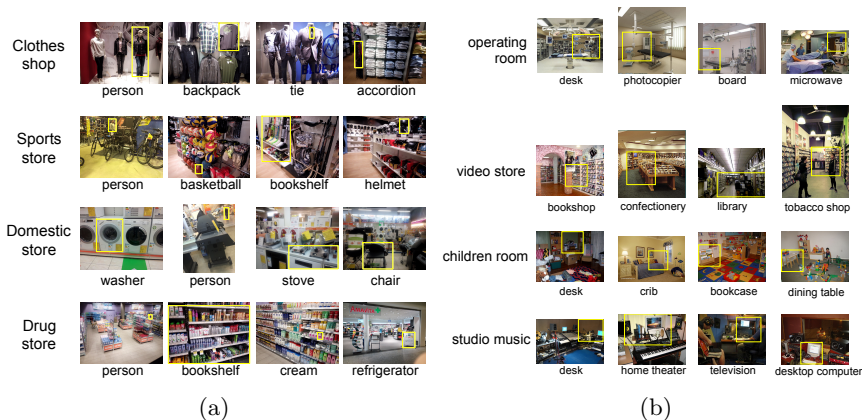 Clothes
shop
person
backpack
tie
accordion
Sports
store
person
basketball
bookshelf
helmet
Domestic
store
washer
person
stove
chair
Drug
store
person
bookshelf
cream
refrigerator
(a)
operating
room
desk
photocopier
board
microwave
video store
bookshop
confectionery
library
tobacco shop
children room
desk
crib
bookcase
dining table
studio music
desk
home theater
television
desktop computer
(b)